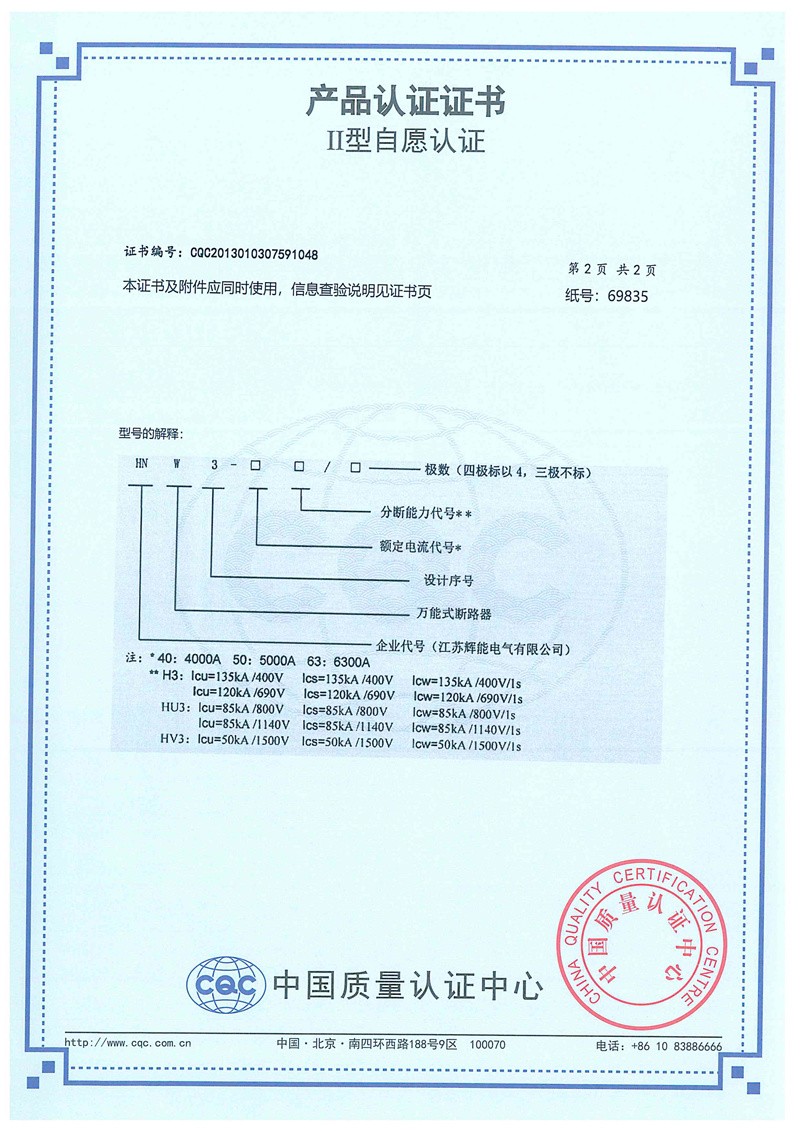 产品认证证书
II型自愿认证
证书编号：CQC2013010307591048
第 2 页 共 2 页
本证书及附件应同时使用，信息查验说明见证书页
纸号：69835
型号的解释：
HN W 3 - □ □ / □ 极数（四极标以 4，三极不标）
分断能力代号**
额定电流代号*
设计序号
万能式断路器
企业代号（江苏辉能电气有限公司）
注：*40：4000A 50：5000A 63：6300A
**H3：Icu=135kA /400V Ics=135kA /400V Icw=135kA /400V/1s
Icu=120kA /690V Ics=120kA /690V Icw=120kA /690V/1s
HU3：Icu=85kA /800V Ics=85kA /800V Icw=85kA /800V/1s
Icu=85kA /1140V Ics=85kA /1140V Icw=85kA /1140V/1s
HV3：Icu=50kA /1500V Ics=50kA /1500V Icw=50kA /1500V/1s
CHINA QUALITY CERTIFICATION CENTRE
中国质量认证中心
CQC 中国质量认证中心
http://www.cqc.com.cn 中国·北京·南四环西路188号9区 100070 电话：+86 10 83886666